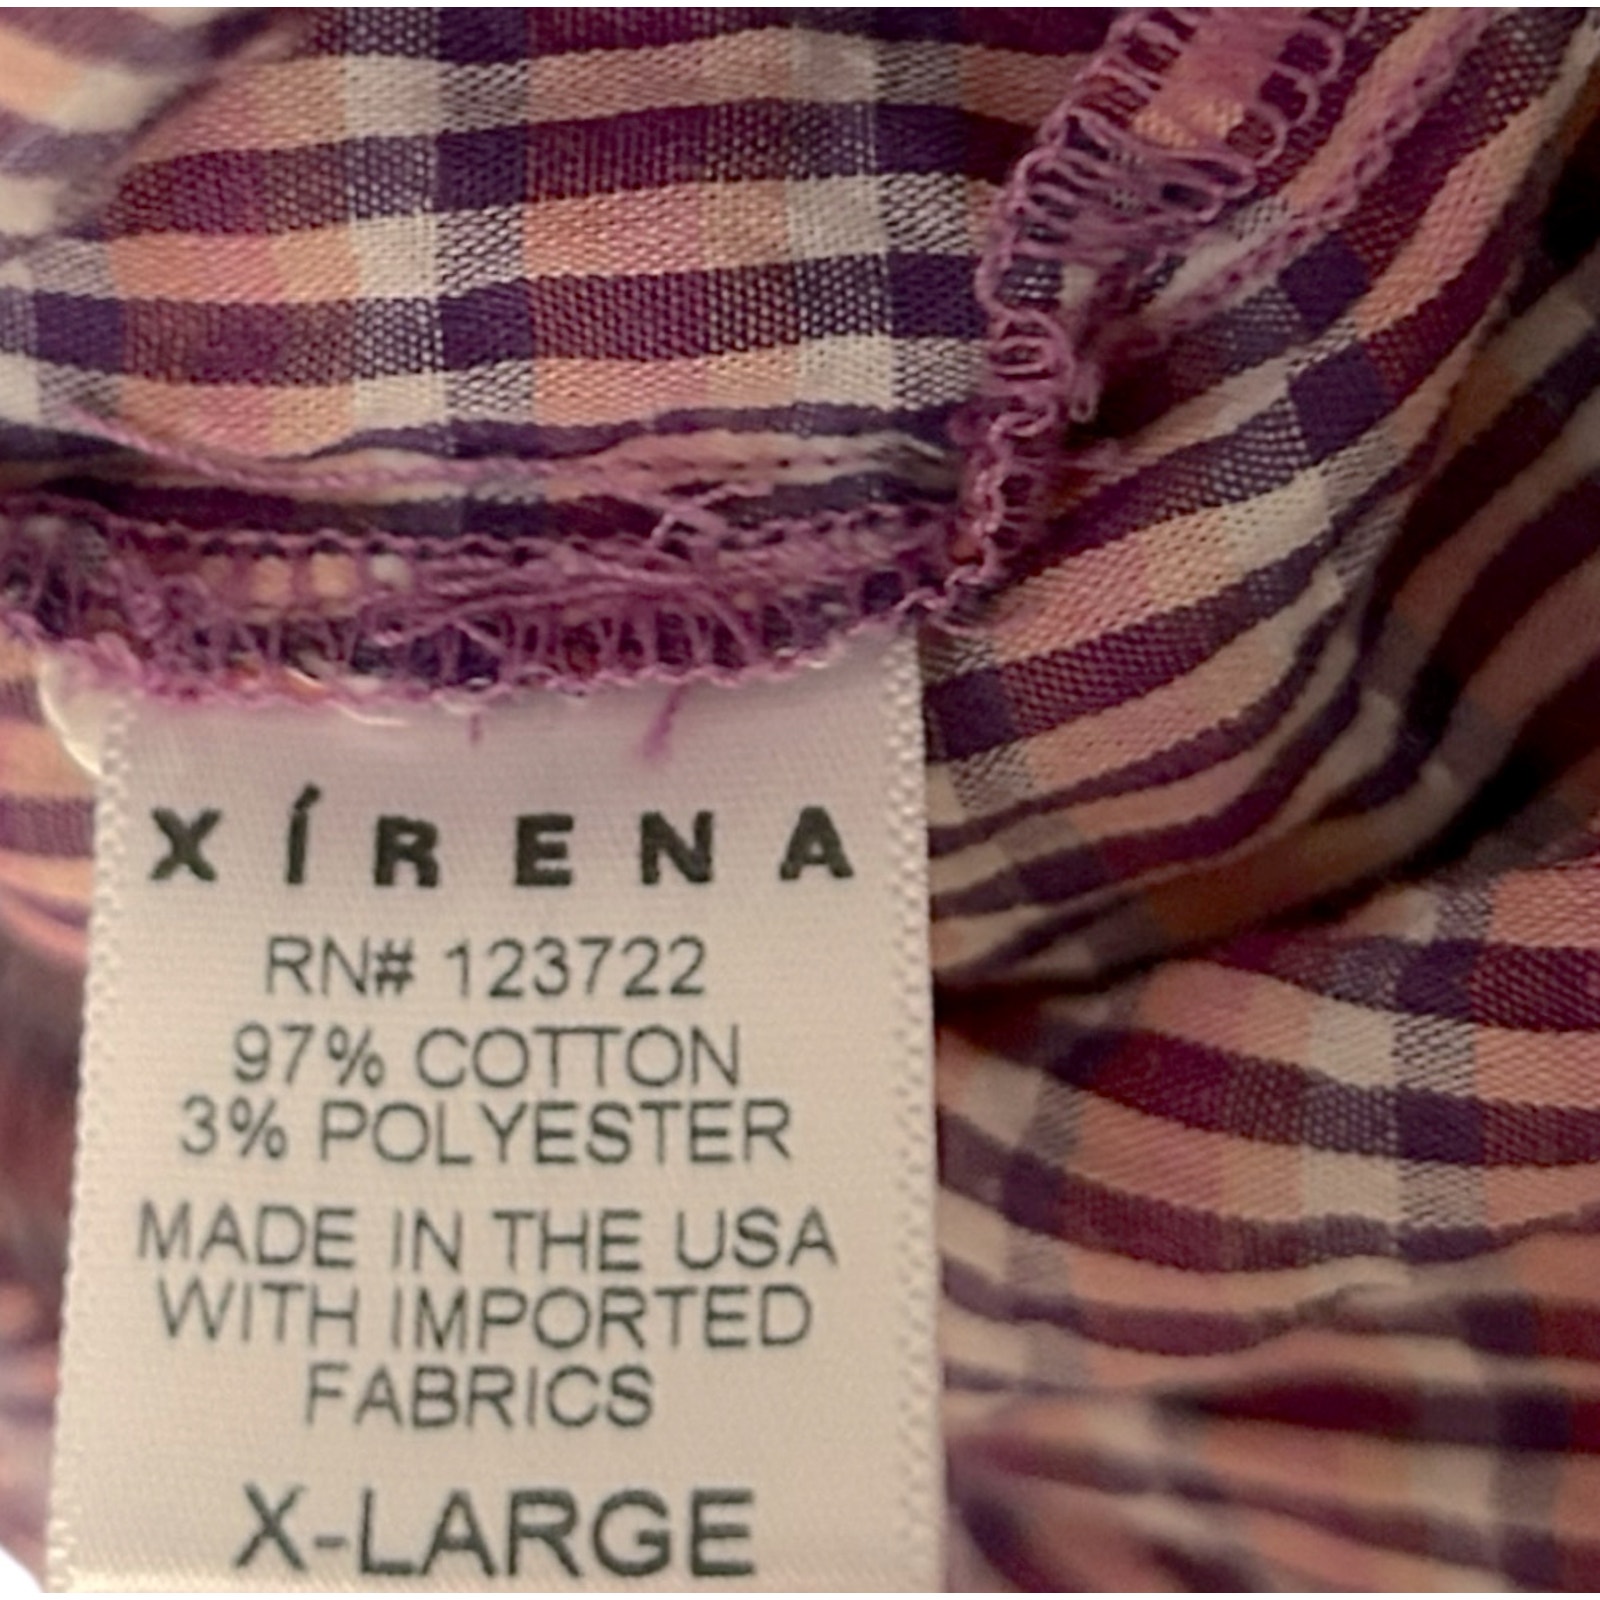 XÍRENA
RN# 123722
97% COTTON
3% POLYESTER
MADE IN THE USA
WITH IMPORTED
FABRICS
X-LARGE